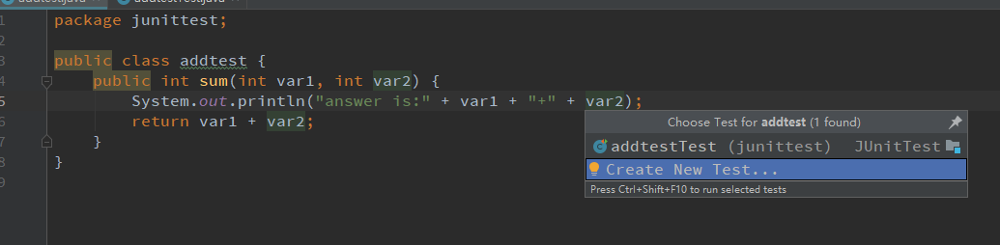 package junittest;
public class addtest {
public int sum(int var1, int var2) {
System.out.println("answer is:" + var1 + "+" + var2);
return var1 + var2;
}
}
Choose Test for addtest (1 found)
addtestTest (junittest) JUnitTest
Create New Test...
Press Ctrl+Shift+F10 to run selected tests